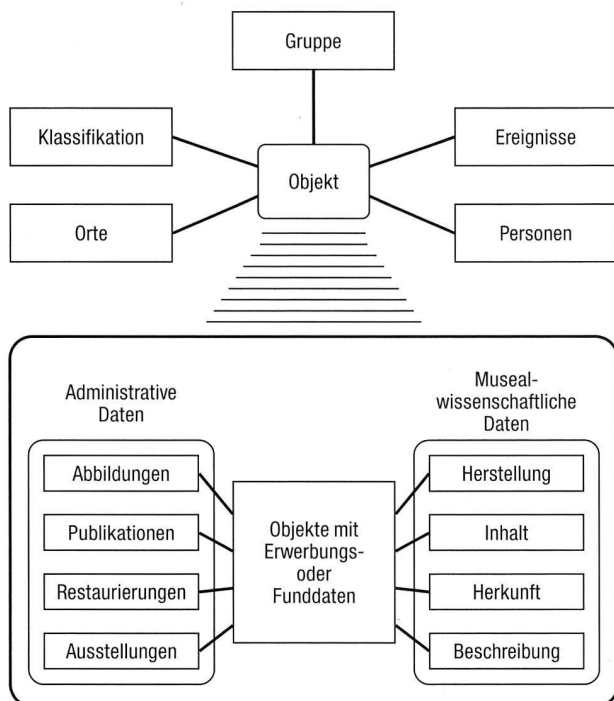 Gruppe
Klassifikation
Ereignisse
Objekt
Orte
Personen
Administrative
Daten
Museal-
wissenschaftliche
Daten
Abbildungen
Publikationen
Restaurierungen
Ausstellungen
Objekte mit
Erwerbungs-
oder
Funddaten
Herstellung
Inhalt
Herkunft
Beschreibung